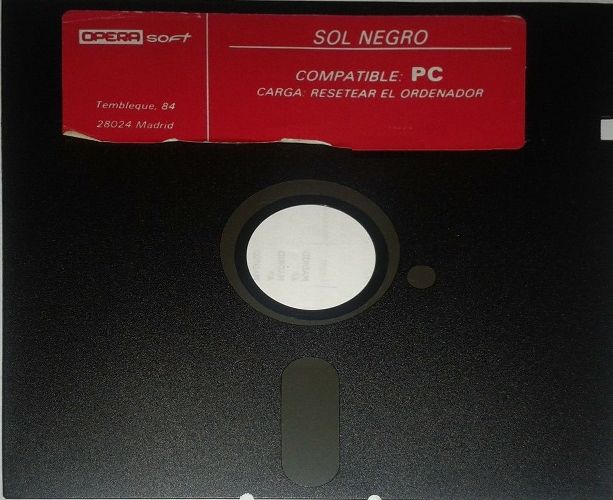 OPERA SOFT
Tembleque, 84
28024 Madrid
SOL NEGRO
COMPATIBLE: PC
CARGA: RESETEAR EL ORDENADOR